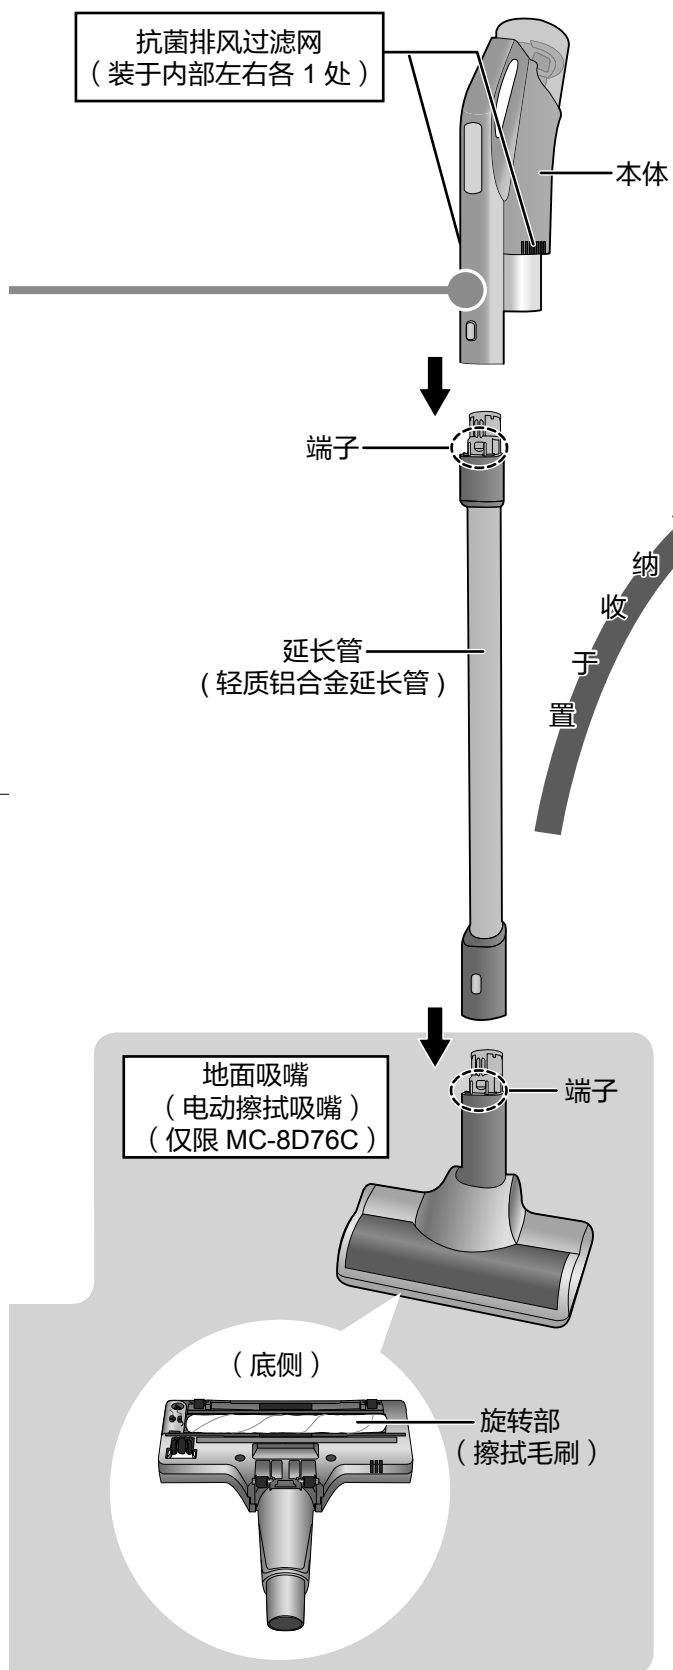 抗菌排风过滤网
（装于内部左右各 1 处）
本体
端子
纳收于置
延长管
（轻质铝合金延长管）
地面吸嘴
（电动擦拭吸嘴）
（仅限 MC-8D76C）
端子
（底侧）
旋转部
（擦拭毛刷）